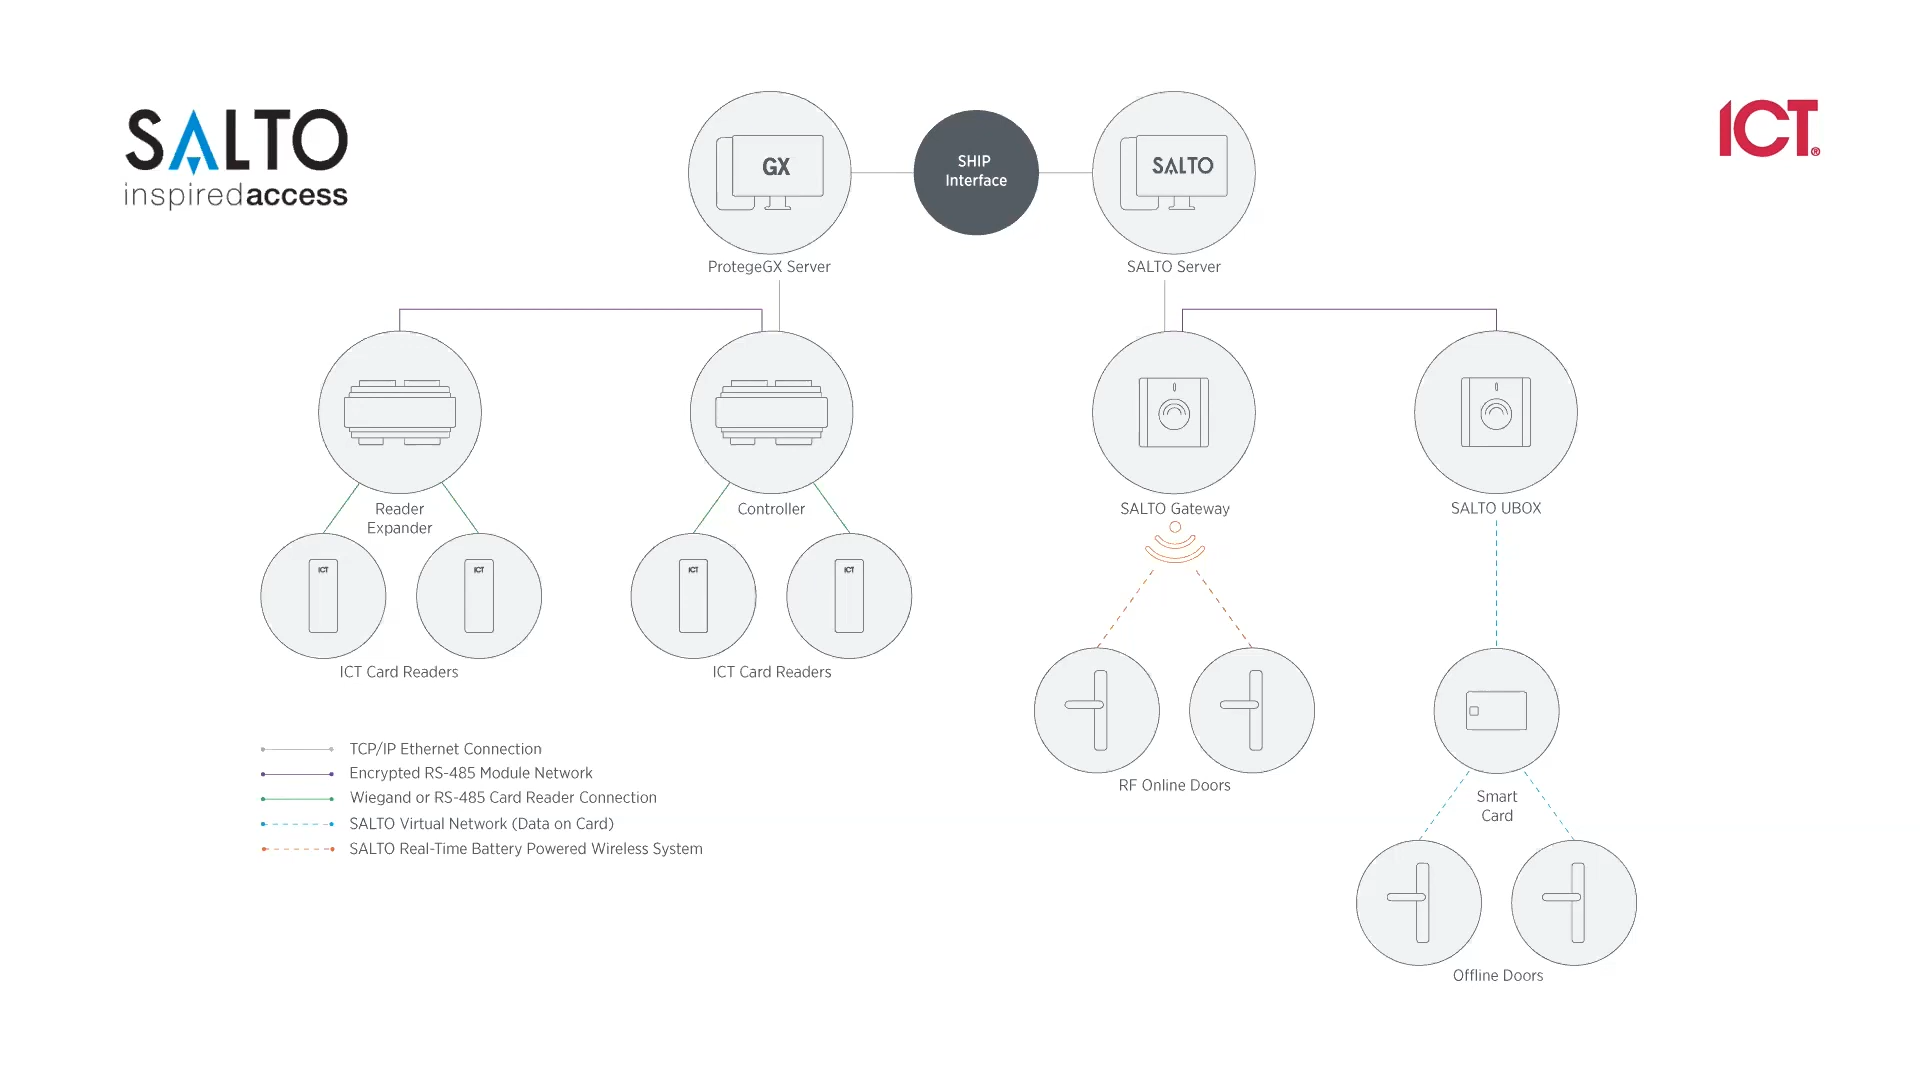 SALTO
inspiredaccess
GX
SHIP
Interface
SALTO
ICT®
ProtegeGX Server
SALTO Server
Reader
Expander
Controller
SALTO Gateway
SALTO UBOX
ICT
ICT
ICT
ICT
ICT Card Readers
ICT Card Readers
RF Online Doors
Smart
Card
Offline Doors
TCP/IP Ethernet Connection
Encrypted RS-485 Module Network
Wiegand or RS-485 Card Reader Connection
SALTO Virtual Network (Data on Card)
SALTO Real-Time Battery Powered Wireless System